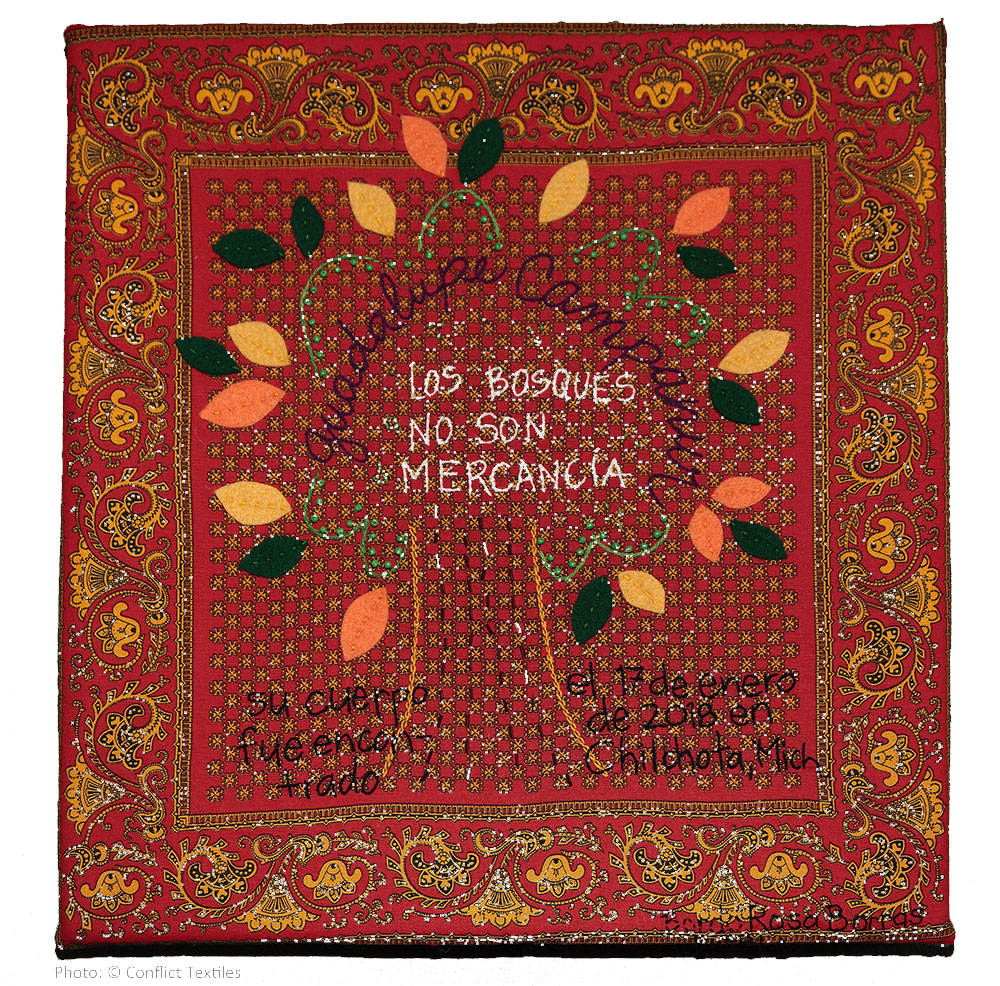 guadalupe Campanur
LOS BOSQUES
NO SON
MERCANCÍA
su cuerpo
fue encon-
trado
el 17 de enero
de 2018 en
Chilchota, Mich.
Rosa Borrás
Photo: © Conflict Textiles